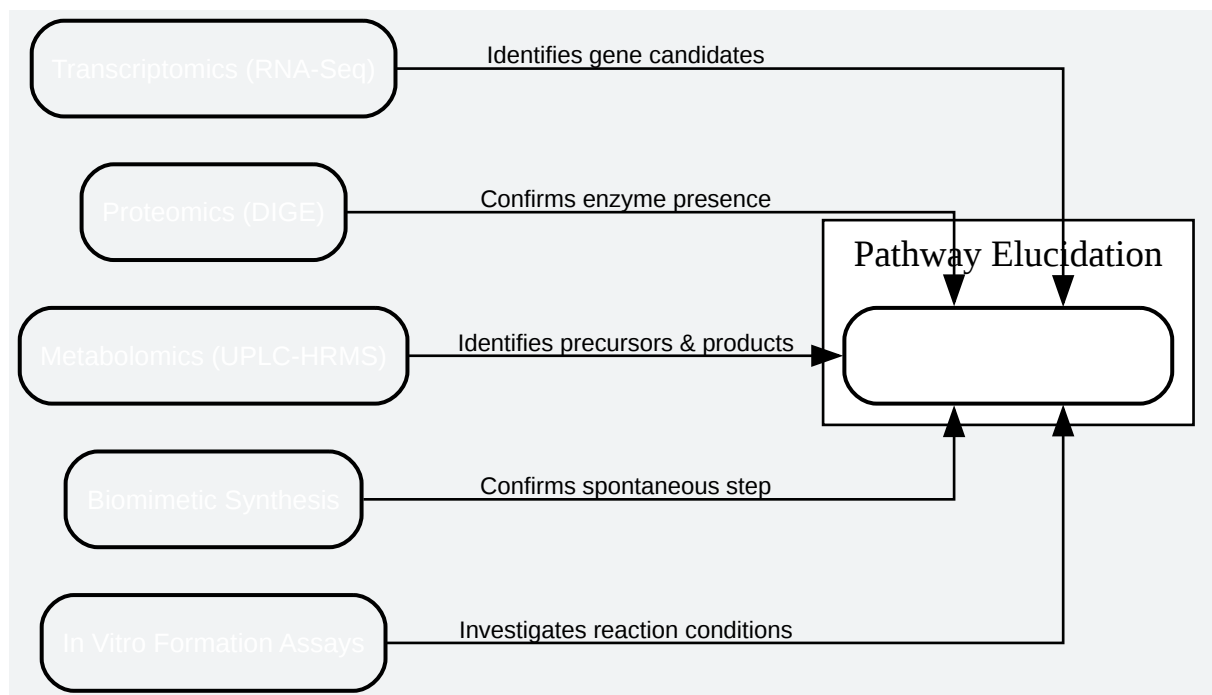 Transcriptomics (RNA-Seq)
Identifies gene candidates
Proteomics (DIGE)
Confirms enzyme presence
Pathway Elucidation
Metabolomics (UPLC-HRMS)
Identifies precursors & products
Biomimetic Synthesis
Confirms spontaneous step
In Vitro Formation Assays
Investigates reaction conditions